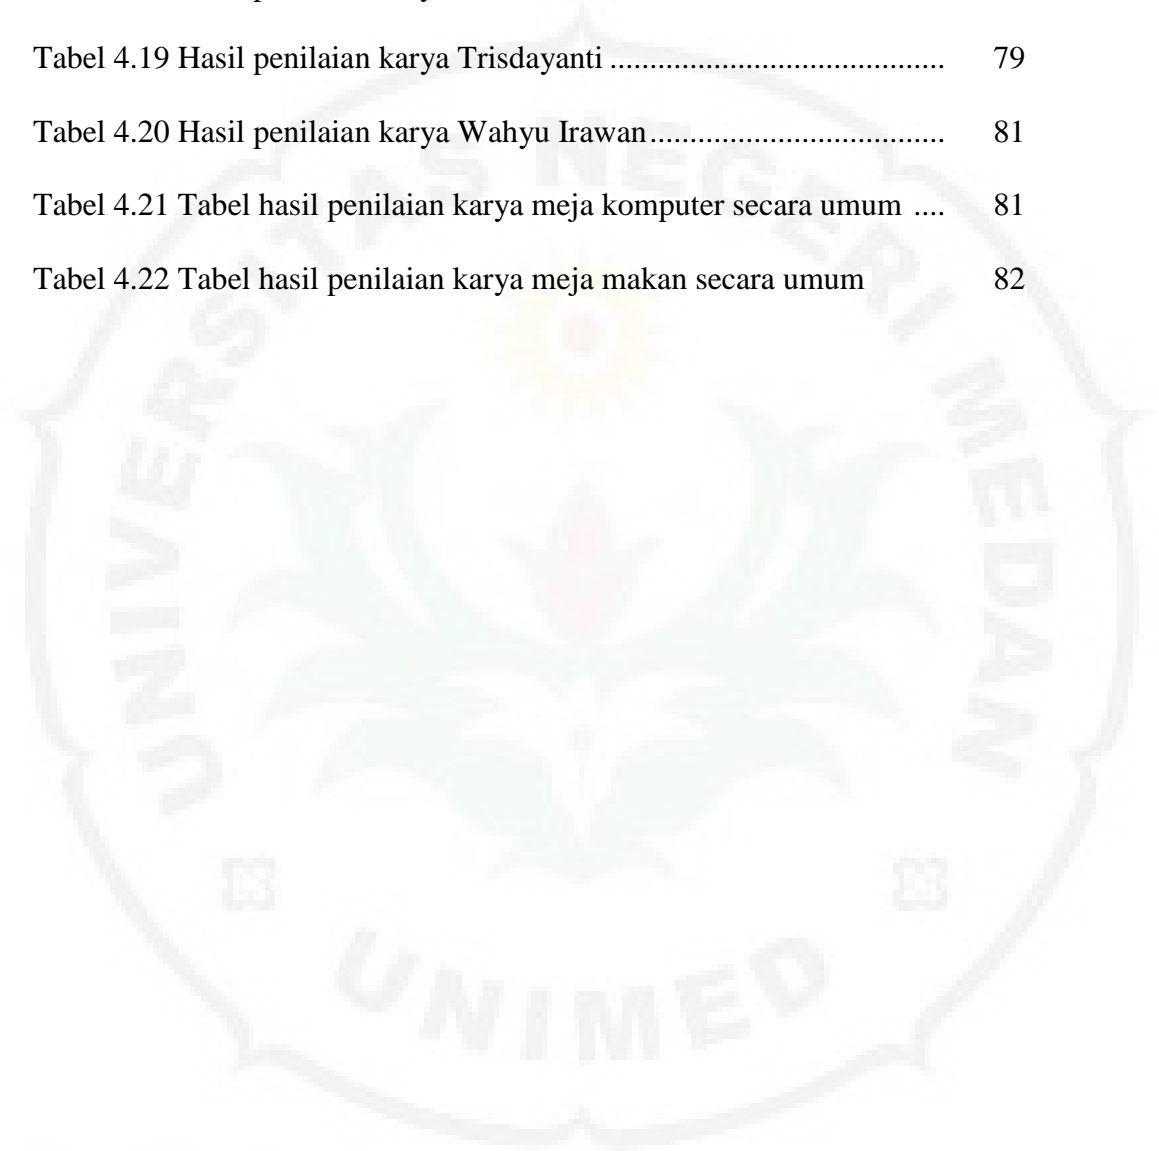 Tabel 4.19 Hasil penilaian karya Trisdayanti .......................................... 79
Tabel 4.20 Hasil penilaian karya Wahyu Irawan..................................... 81
Tabel 4.21 Tabel hasil penilaian karya meja komputer secara umum .... 81
Tabel 4.22 Tabel hasil penilaian karya meja makan secara umum 82
UNIVERSITAS NEGERI MEDAN
UNIMED